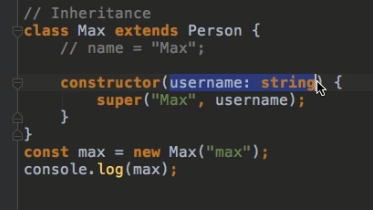 // Inheritance
class Max extends Person {
// name = "Max";
constructor(username: string) {
super("Max", username);
}
}
const max = new Max("max");
console.log(max);